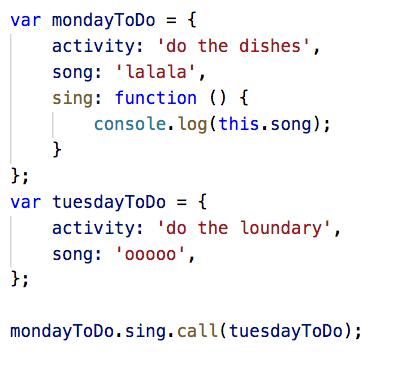 var mondayToDo = {
    activity: 'do the dishes',
    song: 'lalala',
    sing: function () {
        console.log(this.song);
    }
};
var tuesdayToDo = {
    activity: 'do the loundary',
    song: 'ooooo',
};

mondayToDo.sing.call(tuesdayToDo);